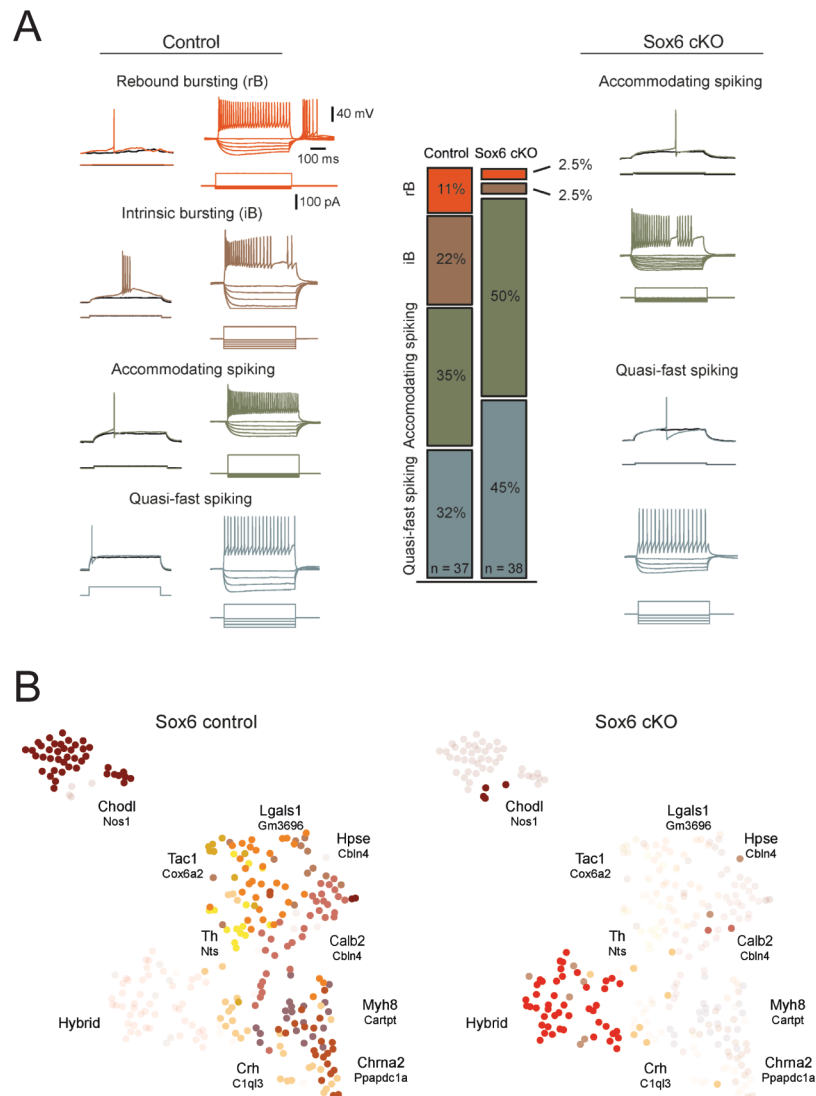 A
Control
Sox6 cKO
Rebound bursting (rB)
40 mV
100 ms
100 pA
Intrinsic bursting (iB)
Accommodating spiking
Quasi-fast spiking
Control
Sox6 cKO
rB
iB
Accomodating spiking
Quasi-fast spiking
11%
22%
35%
32%
n = 37
2.5%
2.5%
50%
45%
n = 38
Accommodating spiking
Quasi-fast spiking
B
Sox6 control
Chodl
Nos1
Lgals1
Gm3696
Hpse
Cbln4
Tac1
Cox6a2
Th
Nts
Calb2
Cbln4
Hybrid
Myh8
Cartpt
Crh
C1ql3
Chrna2
Ppapdc1a
Sox6 cKO
Chodl
Nos1
Lgals1
Gm3696
Hpse
Cbln4
Tac1
Cox6a2
Th
Nts
Calb2
Cbln4
Hybrid
Myh8
Cartpt
Crh
C1ql3
Chrna2
Ppapdc1a